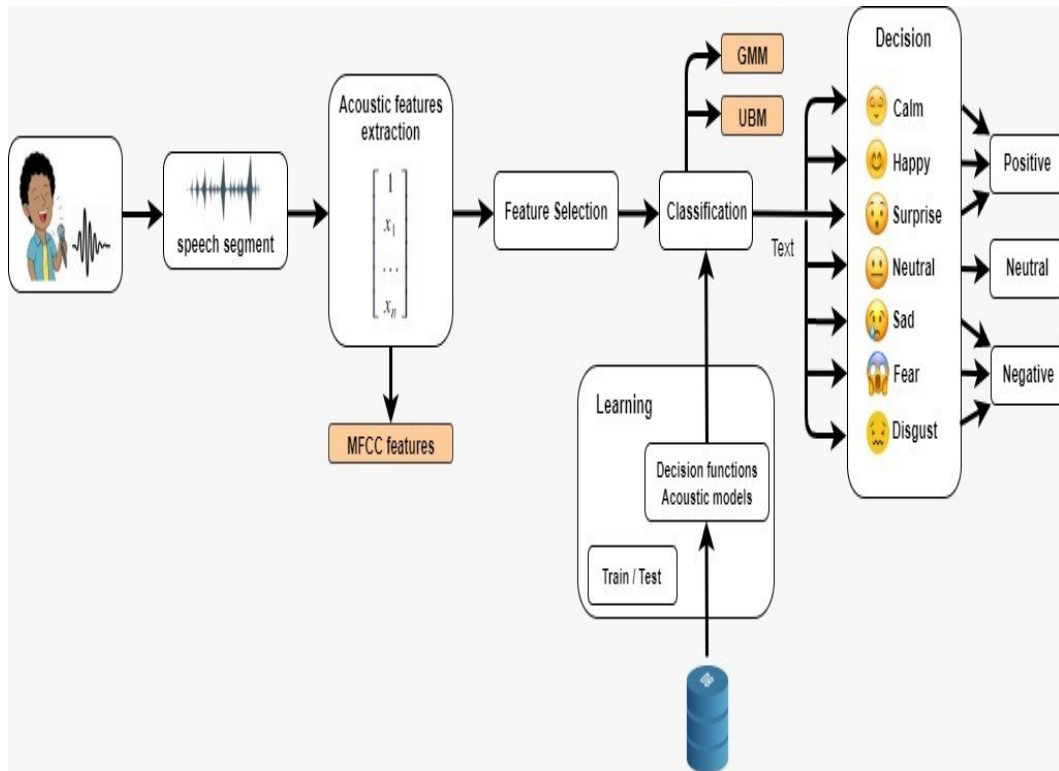 Decision
GMM
UBM
Acoustic features
extraction
1
x₁
...
xₙ
speech segment
Feature Selection
Classification
Text
Calm
Happy
Surprise
Neutral
Sad
Fear
Disgust
Positive
Neutral
Negative
MFCC features
Learning
Decision functions
Acoustic models
Train / Test